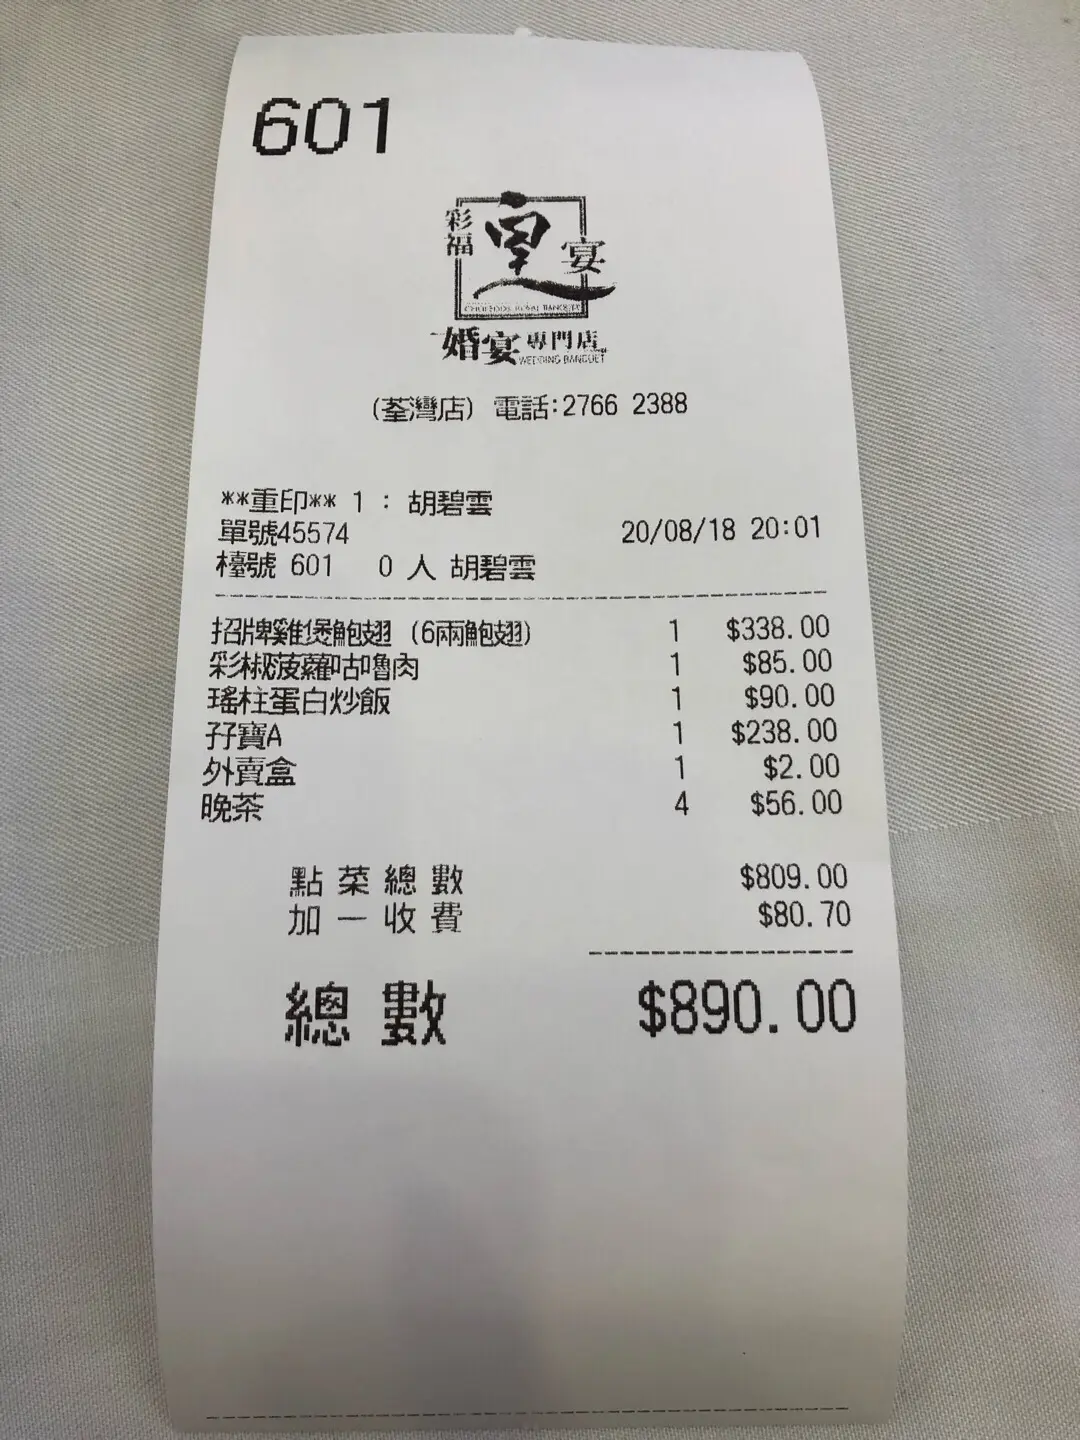 601
彩福
皇
宴
婚宴專門店
WEDDING BANQUET
(荃灣店) 電話:2766 2388
**重印** 1 : 胡碧雲
單號45574 20/08/18 20:01
檯號 601 0 人 胡碧雲
招牌雞煲鮑翅 (6兩鮑翅) 1 $338.00
彩椒菠蘿咕嚕肉 1 $85.00
瑤柱蛋白炒飯 1 $90.00
孖寶A 1 $238.00
外賣盒 1 $2.00
晚茶 4 $56.00
點菜總數 $809.00
加一收費 $80.70
總數 $890.00